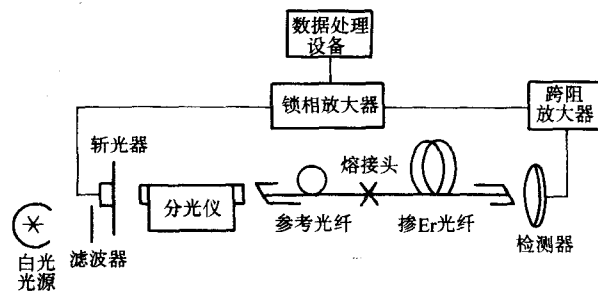 数据处理
设备
锁相放大器
跨阻
放大器
斩光器
熔接头
分光仪
参考光纤
掺Er光纤
检测器
白光
光源
滤波器